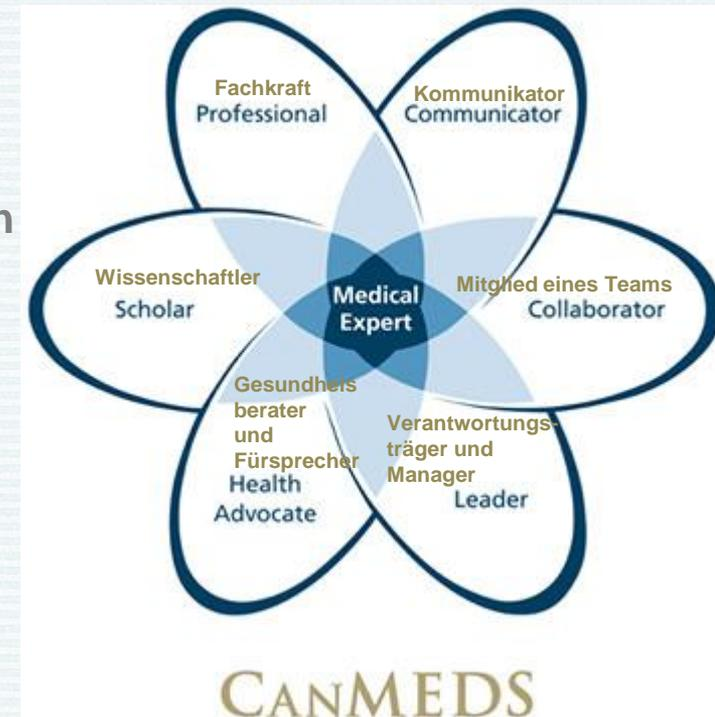 Fachkraft
Professional
Kommunikator
Communicator
n
Wissenschaftler
Scholar
Medical
Expert
Mitglied eines Teams
Collaborator
Gesundheis
berater
und
Fürsprecher
Health
Advocate
Verantwortungs-
träger und
Manager
Leader
CANMEDS